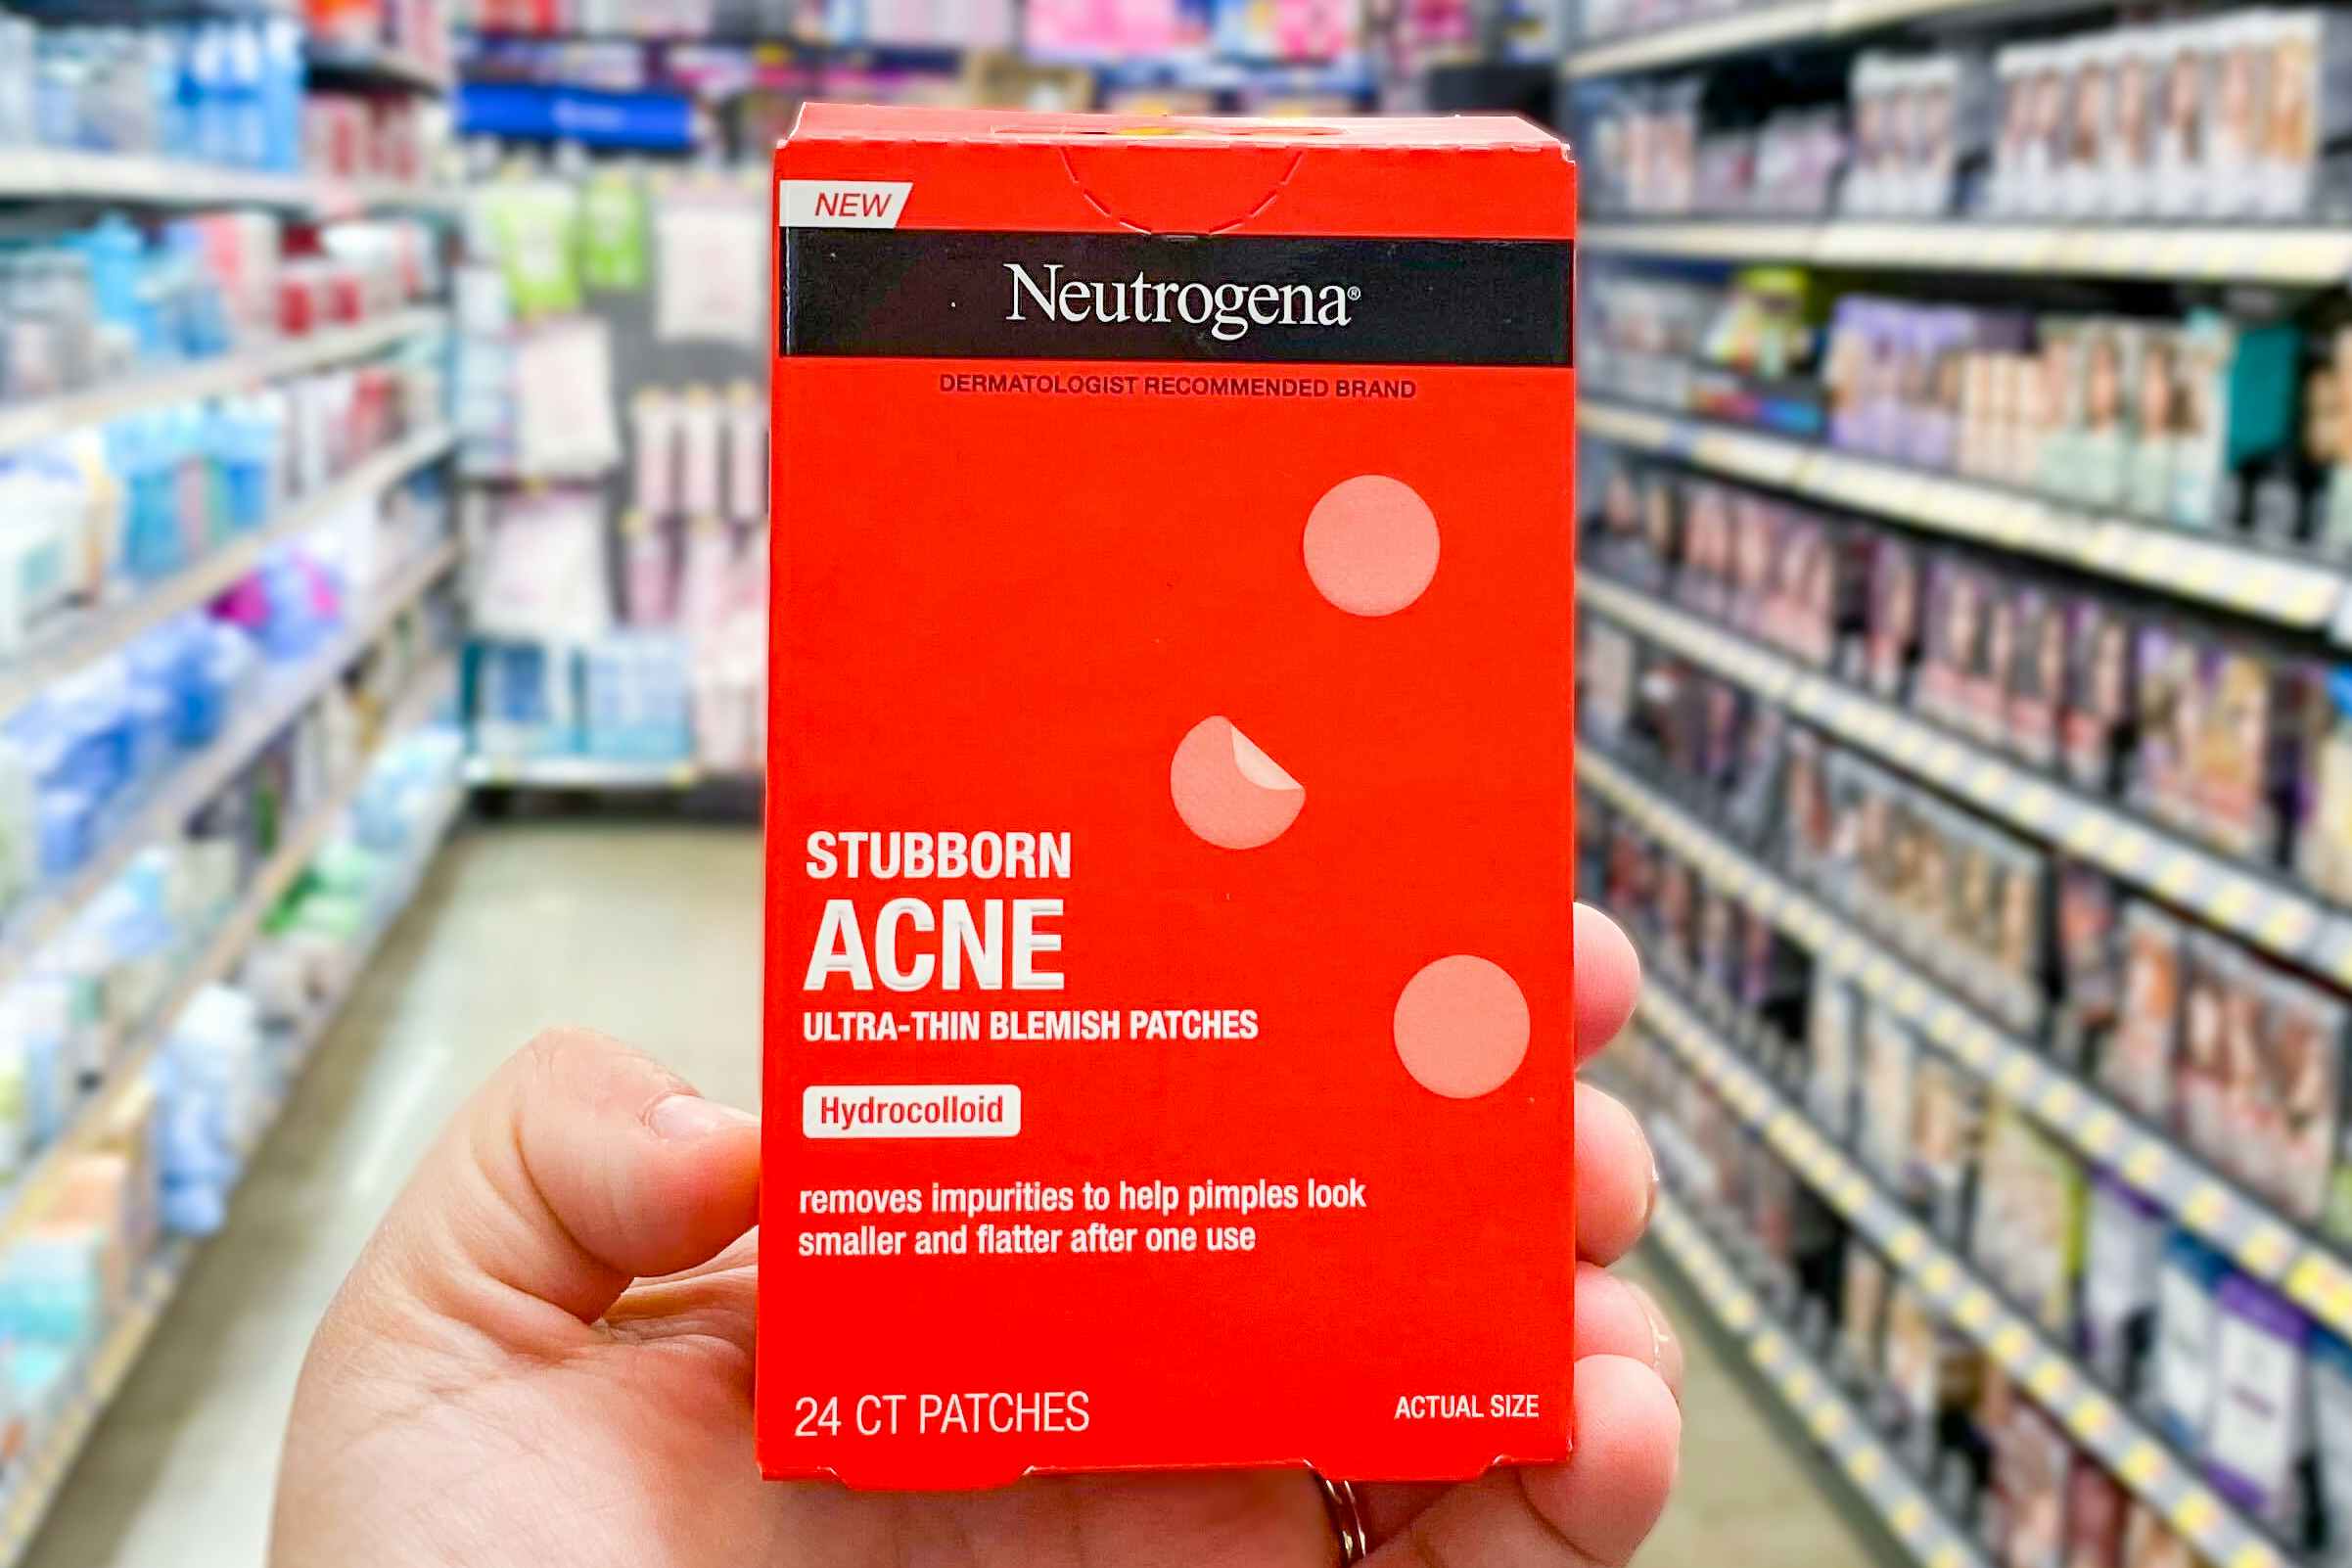 NEW
Neutrogena®
DERMATOLOGIST RECOMMENDED BRAND
STUBBORN
ACNE
ULTRA-THIN BLEMISH PATCHES
Hydrocolloid
removes impurities to help pimples look
smaller and flatter after one use
24 CT PATCHES
ACTUAL SIZE